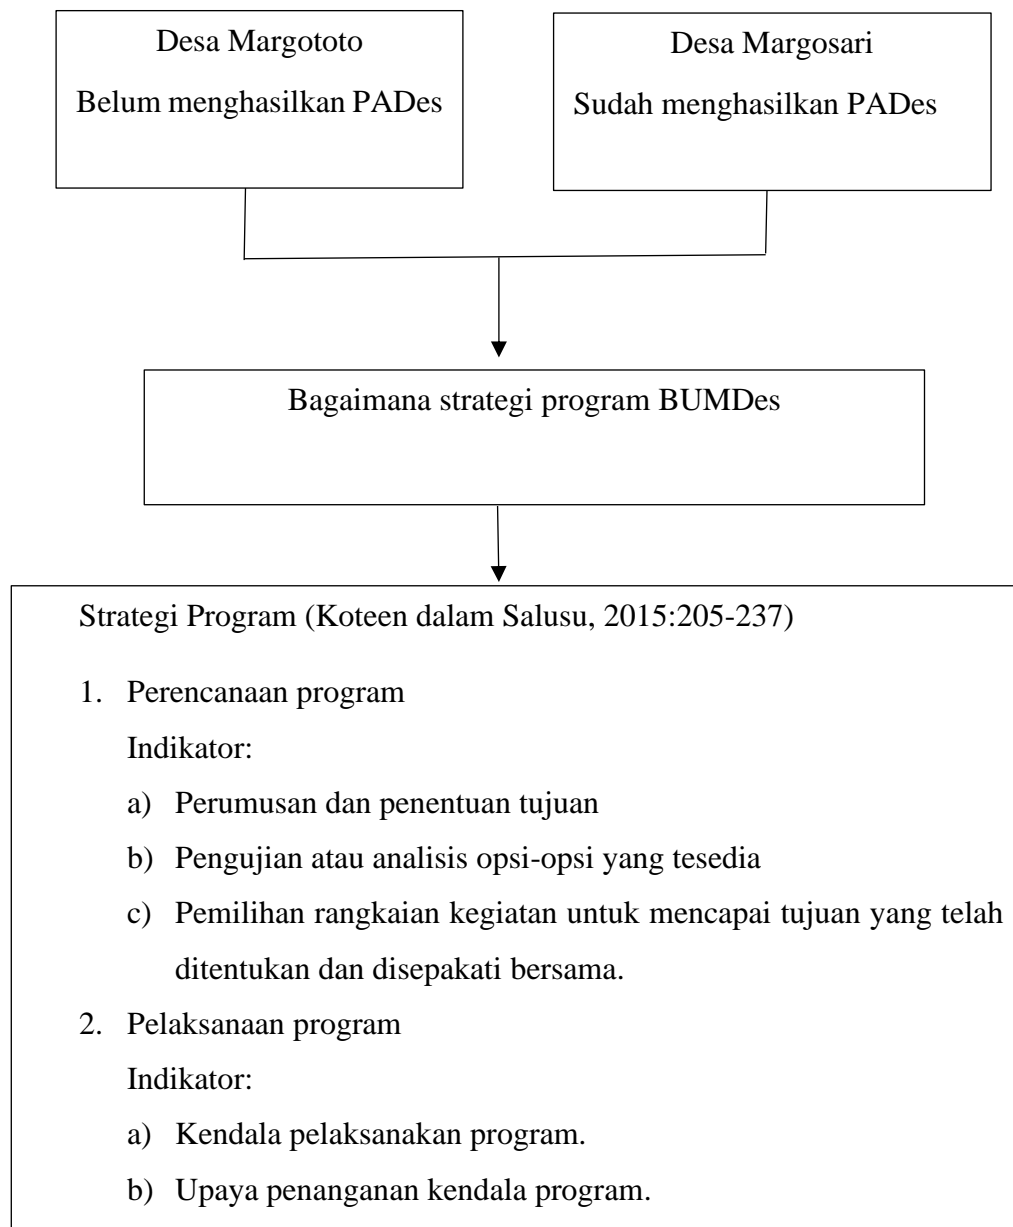 Desa Margototo
Belum menghasilkan PADes
Desa Margosari
Sudah menghasilkan PADes
Bagaimana strategi program BUMDes
Strategi Program (Koteen dalam Salusu, 2015:205-237)
1. Perencanaan program
Indikator:
a) Perumusan dan penentuan tujuan
b) Pengujian atau analisis opsi-opsi yang tesedia
c) Pemilihan rangkaian kegiatan untuk mencapai tujuan yang telah
ditentukan dan disepakati bersama.
2. Pelaksanaan program
Indikator:
a) Kendala pelaksanakan program.
b) Upaya penanganan kendala program.